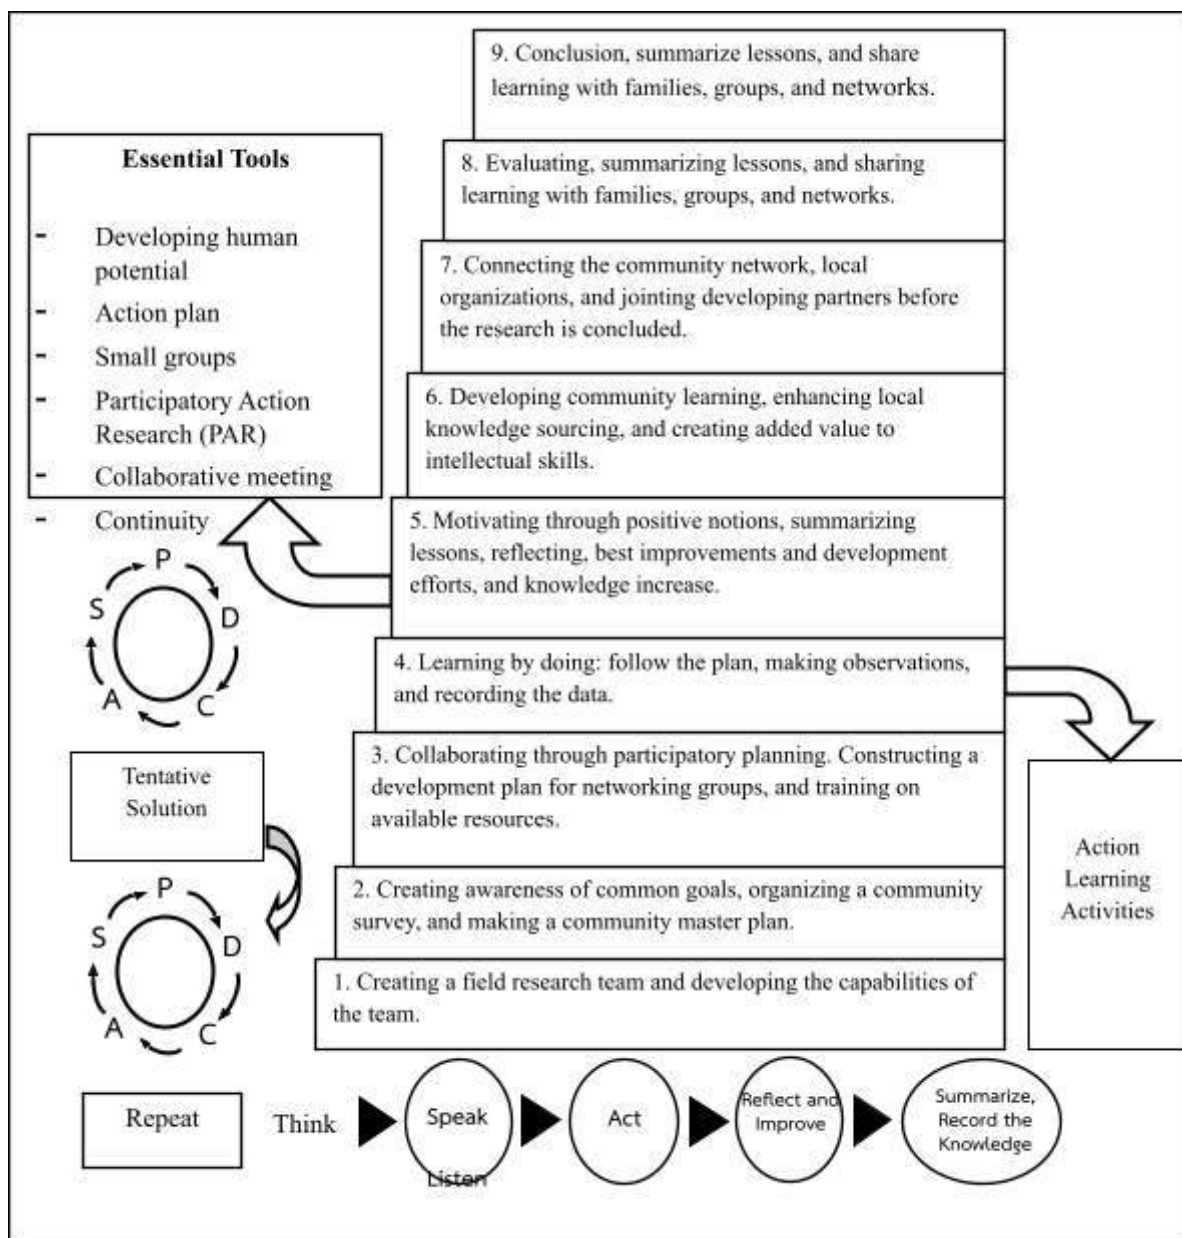 9. Conclusion, summarize lessons, and share
learning with families, groups, and networks.
Essential Tools
- Developing human
potential
- Action plan
- Small groups
- Participatory Action
Research (PAR)
- Collaborative meeting
- Continuity
8. Evaluating, summarizing lessons, and sharing
learning with families, groups, and networks.
7. Connecting the community network, local
organizations, and jointing developing partners before
the research is concluded.
6. Developing community learning, enhancing local
knowledge sourcing, and creating added value to
intellectual skills.
5. Motivating through positive notions, summarizing
lessons, reflecting, best improvements and development
efforts, and knowledge increase.
P
S
D
A
C
4. Learning by doing: follow the plan, making observations,
and recording the data.
Tentative
Solution
3. Collaborating through participatory planning. Constructing a
development plan for networking groups, and training on
available resources.
Action
Learning
Activities
P
S
D
A
C
2. Creating awareness of common goals, organizing a community
survey, and making a community master plan.
1. Creating a field research team and developing the capabilities of
the team.
Repeat
Think
Speak
Listen
Act
Reflect and
Improve
Summarize,
Record the
Knowledge